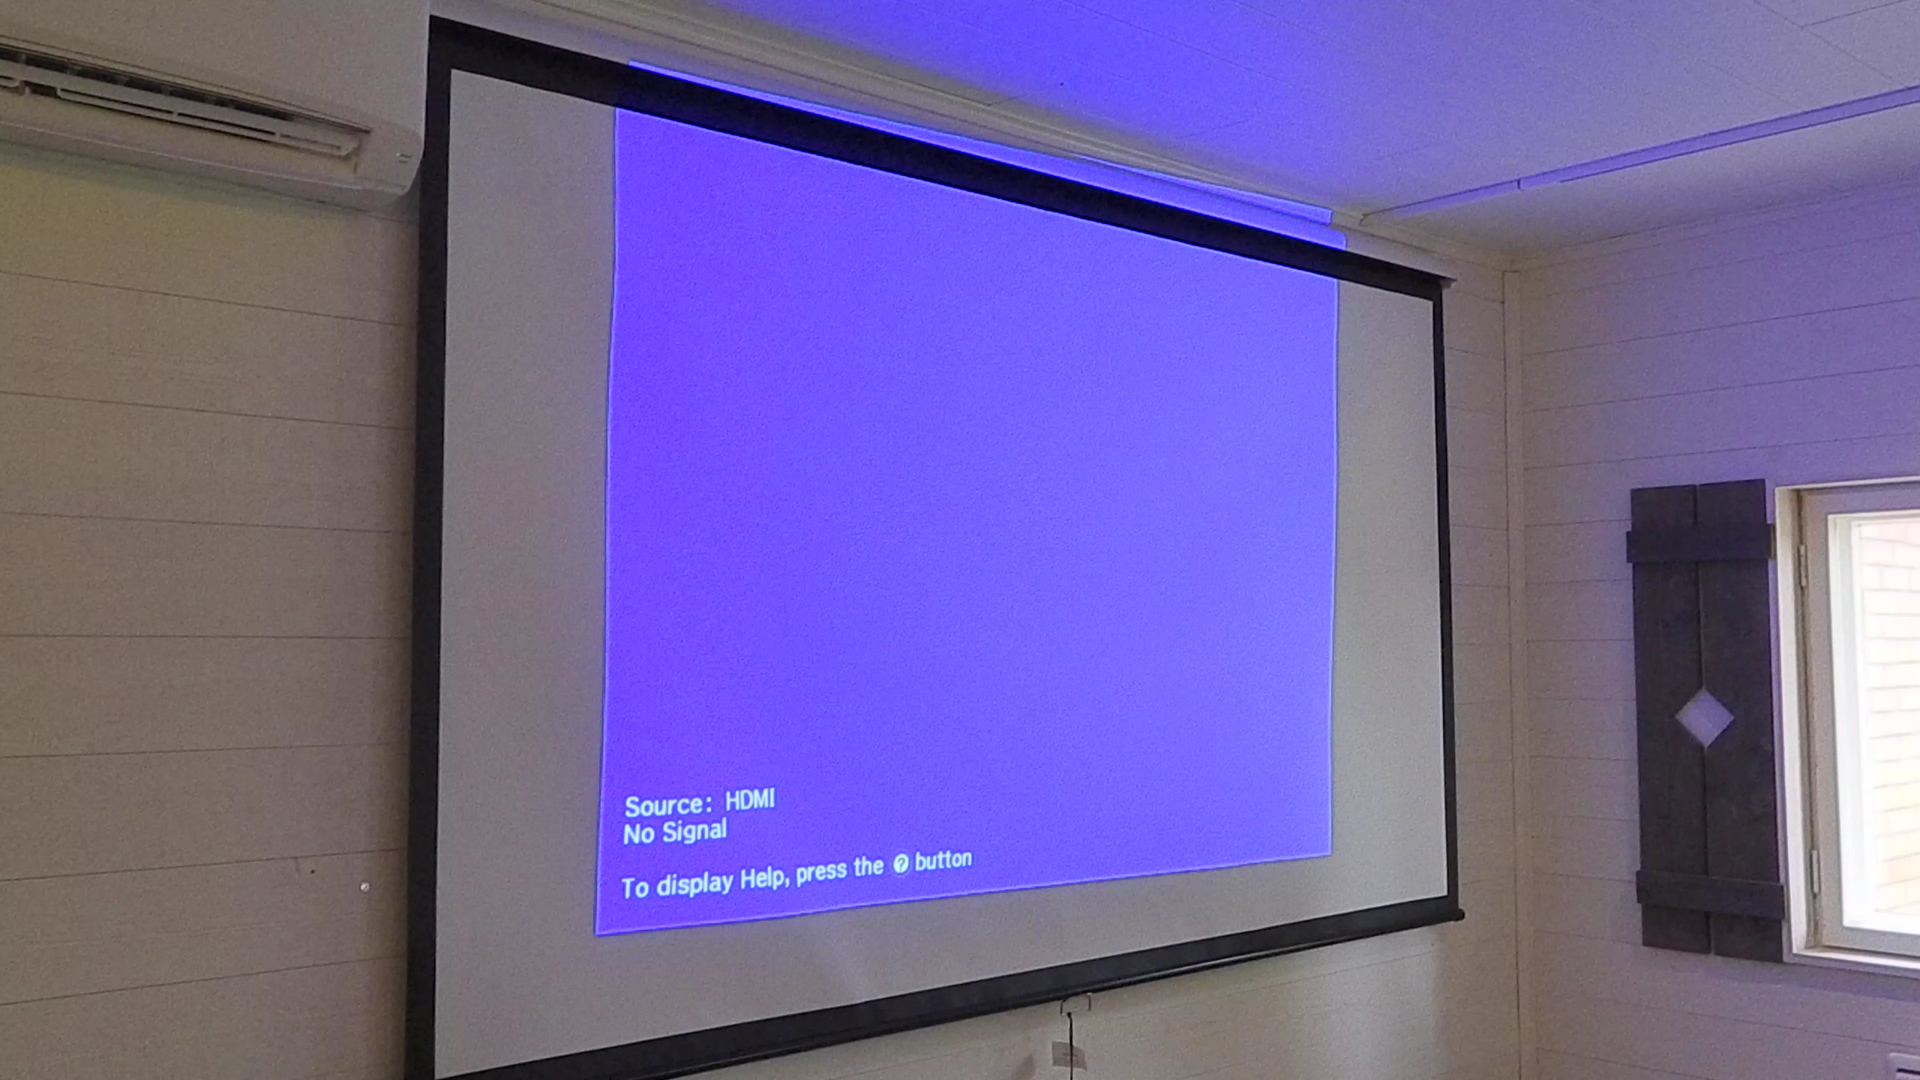 Source: HDMI
No Signal
To display Help, press the ? button